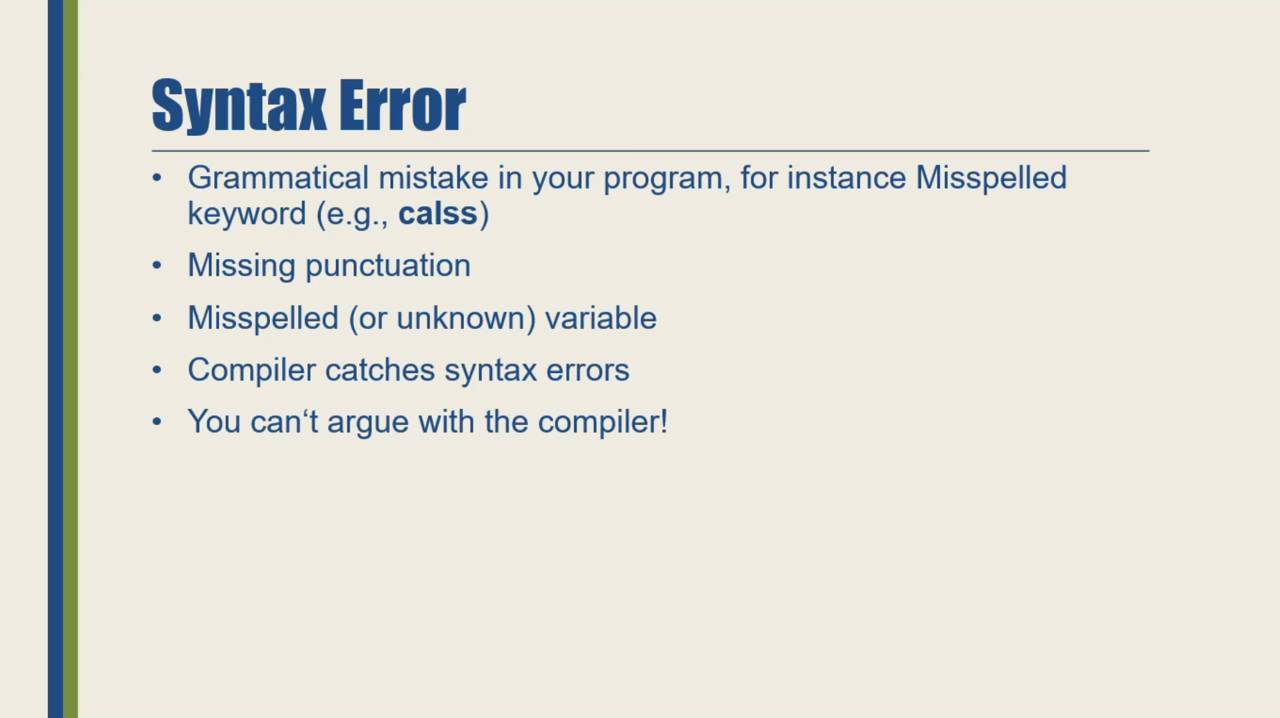 Syntax Error
• Grammatical mistake in your program, for instance Misspelled
keyword (e.g., calss)
• Missing punctuation
• Misspelled (or unknown) variable
• Compiler catches syntax errors
• You can‘t argue with the compiler!